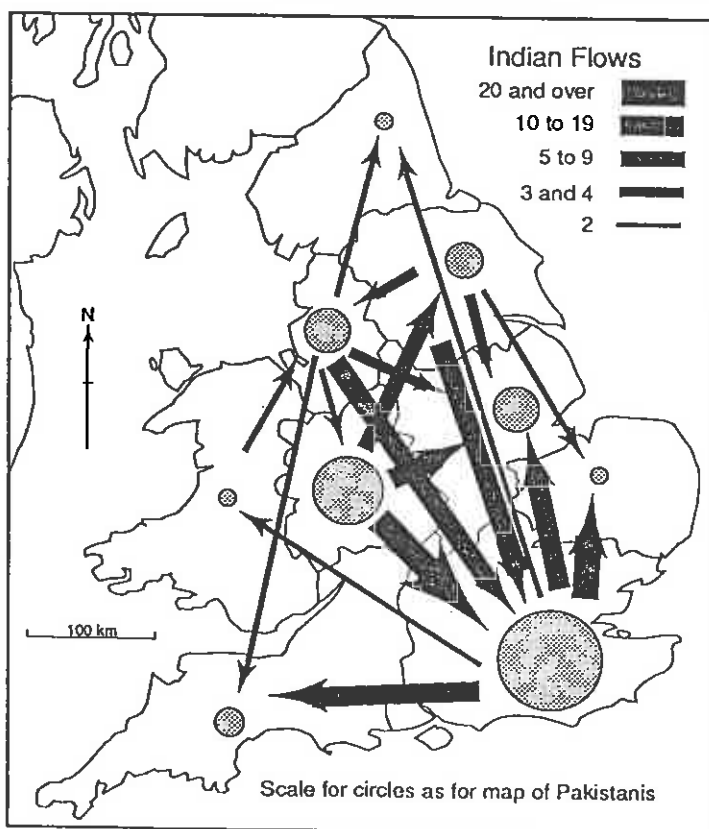 Indian Flows
20 and over
10 to 19
5 to 9
3 and 4
2
N
100 km
Scale for circles as for map of Pakistanis